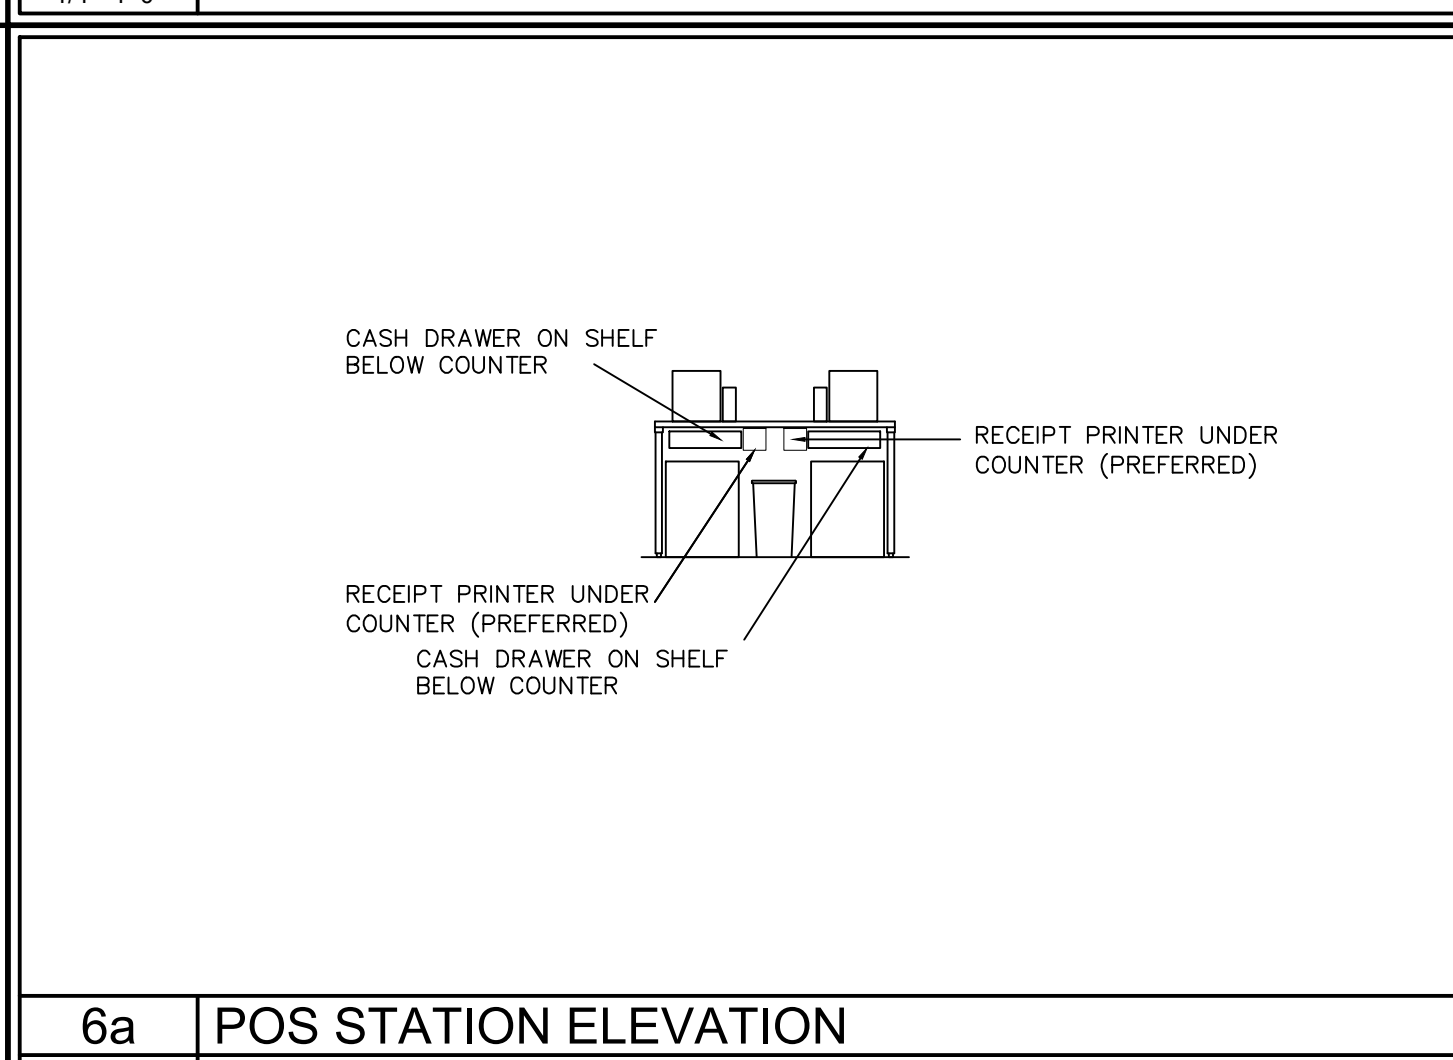 CASH DRAWER ON SHELF
BELOW COUNTER
RECEIPT PRINTER UNDER
COUNTER (PREFERRED)
RECEIPT PRINTER UNDER
COUNTER (PREFERRED)
CASH DRAWER ON SHELF
BELOW COUNTER
6a
POS STATION ELEVATION